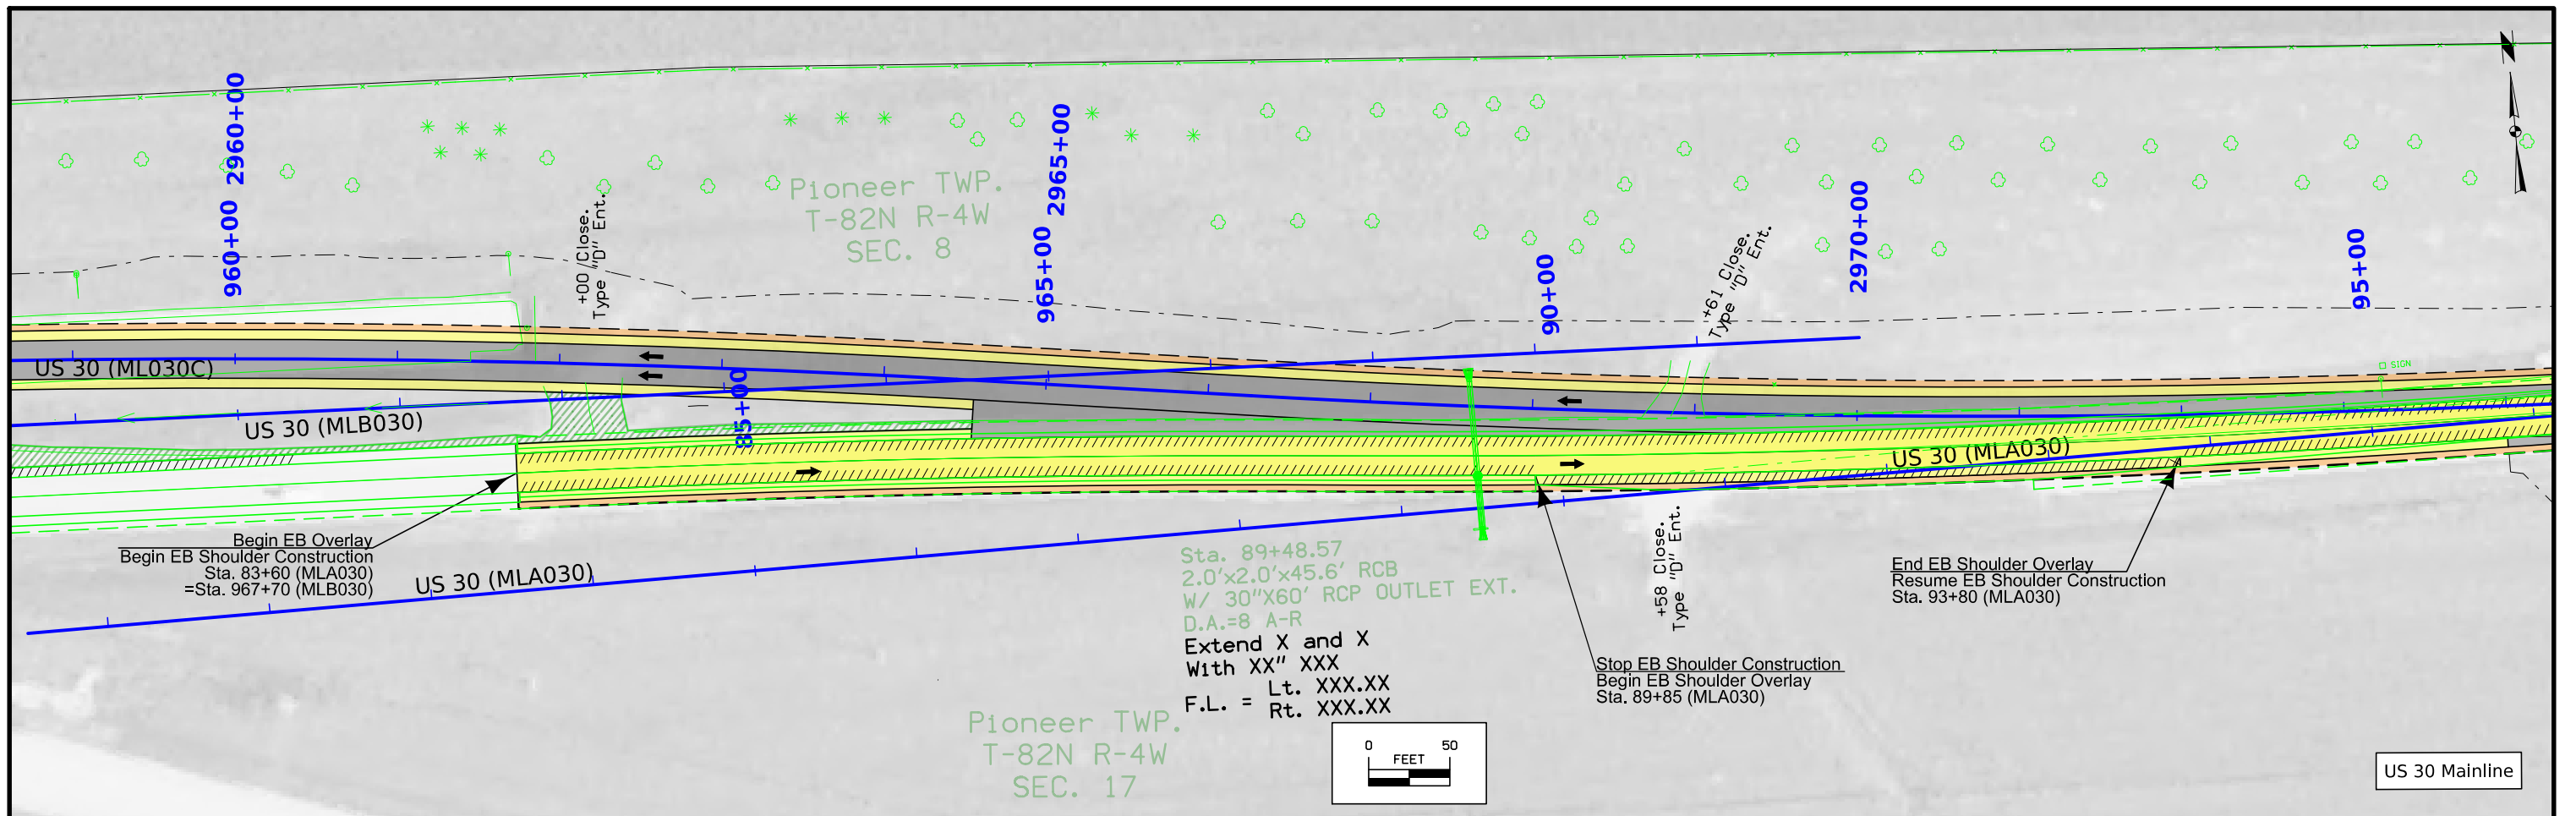 2960+00
960+00
2965+00
965+00
2970+00
90+00
95+00
85+00
+00 Close.
Type "D" Ent.
Pioneer TWP.
T-82N R-4W
SEC. 8
+61 Close.
Type "D" Ent.
SIGN
US 30 (ML030C)
US 30 (MLB030)
US 30 (MLA030)
Begin EB Overlay
Begin EB Shoulder Construction
Sta. 83+60 (MLA030)
=Sta. 967+70 (MLB030)
US 30 (MLA030)
Sta. 89+48.57
2.0'x2.0'x45.6' RCB
W/ 30"X60' RCP OUTLET EXT.
D.A.=8 A-R
Extend X and X
With XX" XXX
F.L. = Lt. XXX.XX
Rt. XXX.XX
+58 Close.
Type "D" Ent.
End EB Shoulder Overlay
Resume EB Shoulder Construction
Sta. 93+80 (MLA030)
Stop EB Shoulder Construction
Begin EB Shoulder Overlay
Sta. 89+85 (MLA030)
Pioneer TWP.
T-82N R-4W
SEC. 17
0 50
FEET
US 30 Mainline
N